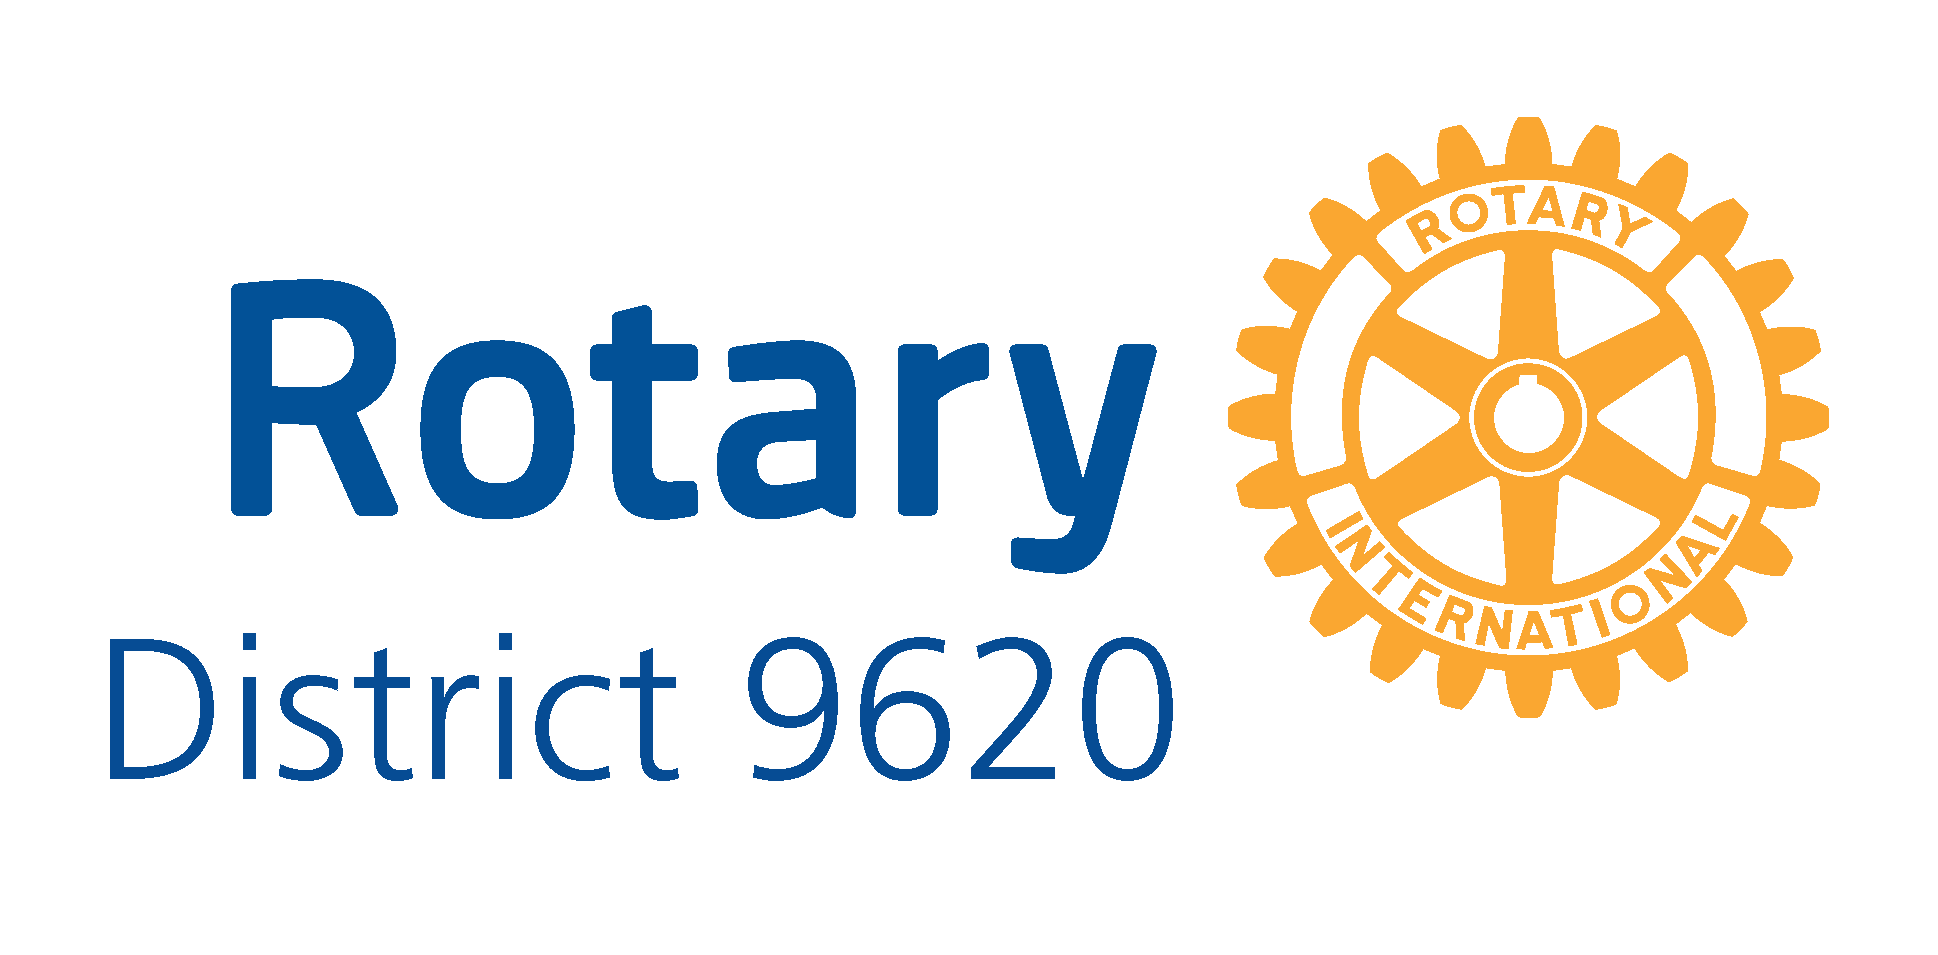 Rotary
District 9620
ROTARY
INTERNATIONAL